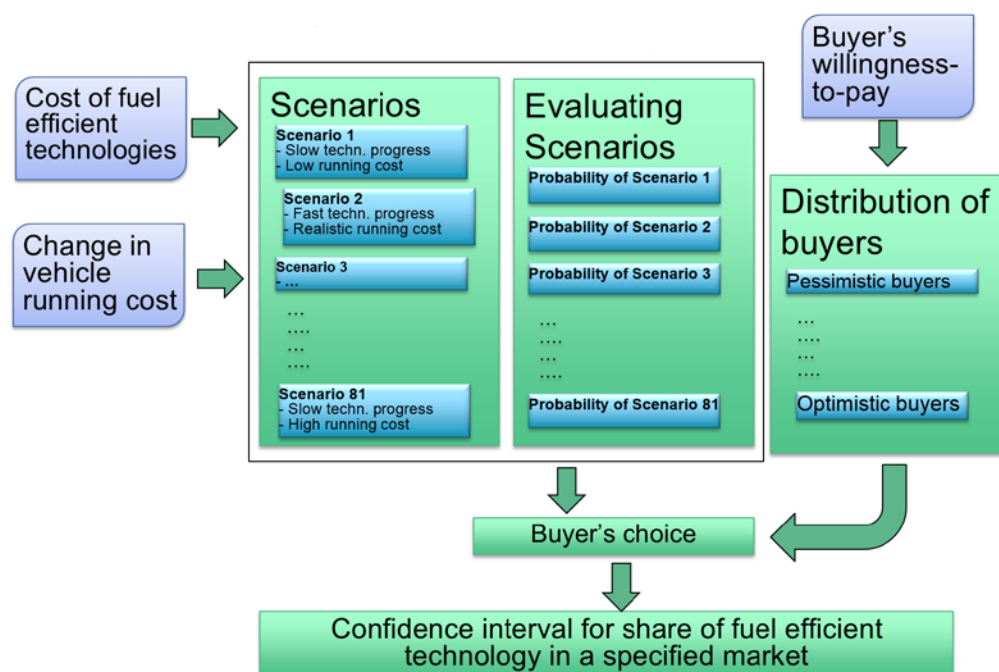 Cost of fuel
efficient
technologies
Change in
vehicle
running cost
Scenarios
Scenario 1
- Slow techn. progress
- Low running cost
Scenario 2
- Fast techn. progress
- Realistic running cost
Scenario 3
- ...
...
....
...
....
Scenario 81
- Slow techn. progress
- High running cost
Evaluating
Scenarios
Probability of Scenario 1
Probability of Scenario 2
Probability of Scenario 3
...
....
...
....
Probability of Scenario 81
Buyer's
willingness-
to-pay
Distribution of
buyers
Pessimistic buyers
...
....
...
....
Optimistic buyers
Buyer's choice
Confidence interval for share of fuel efficient
technology in a specified market